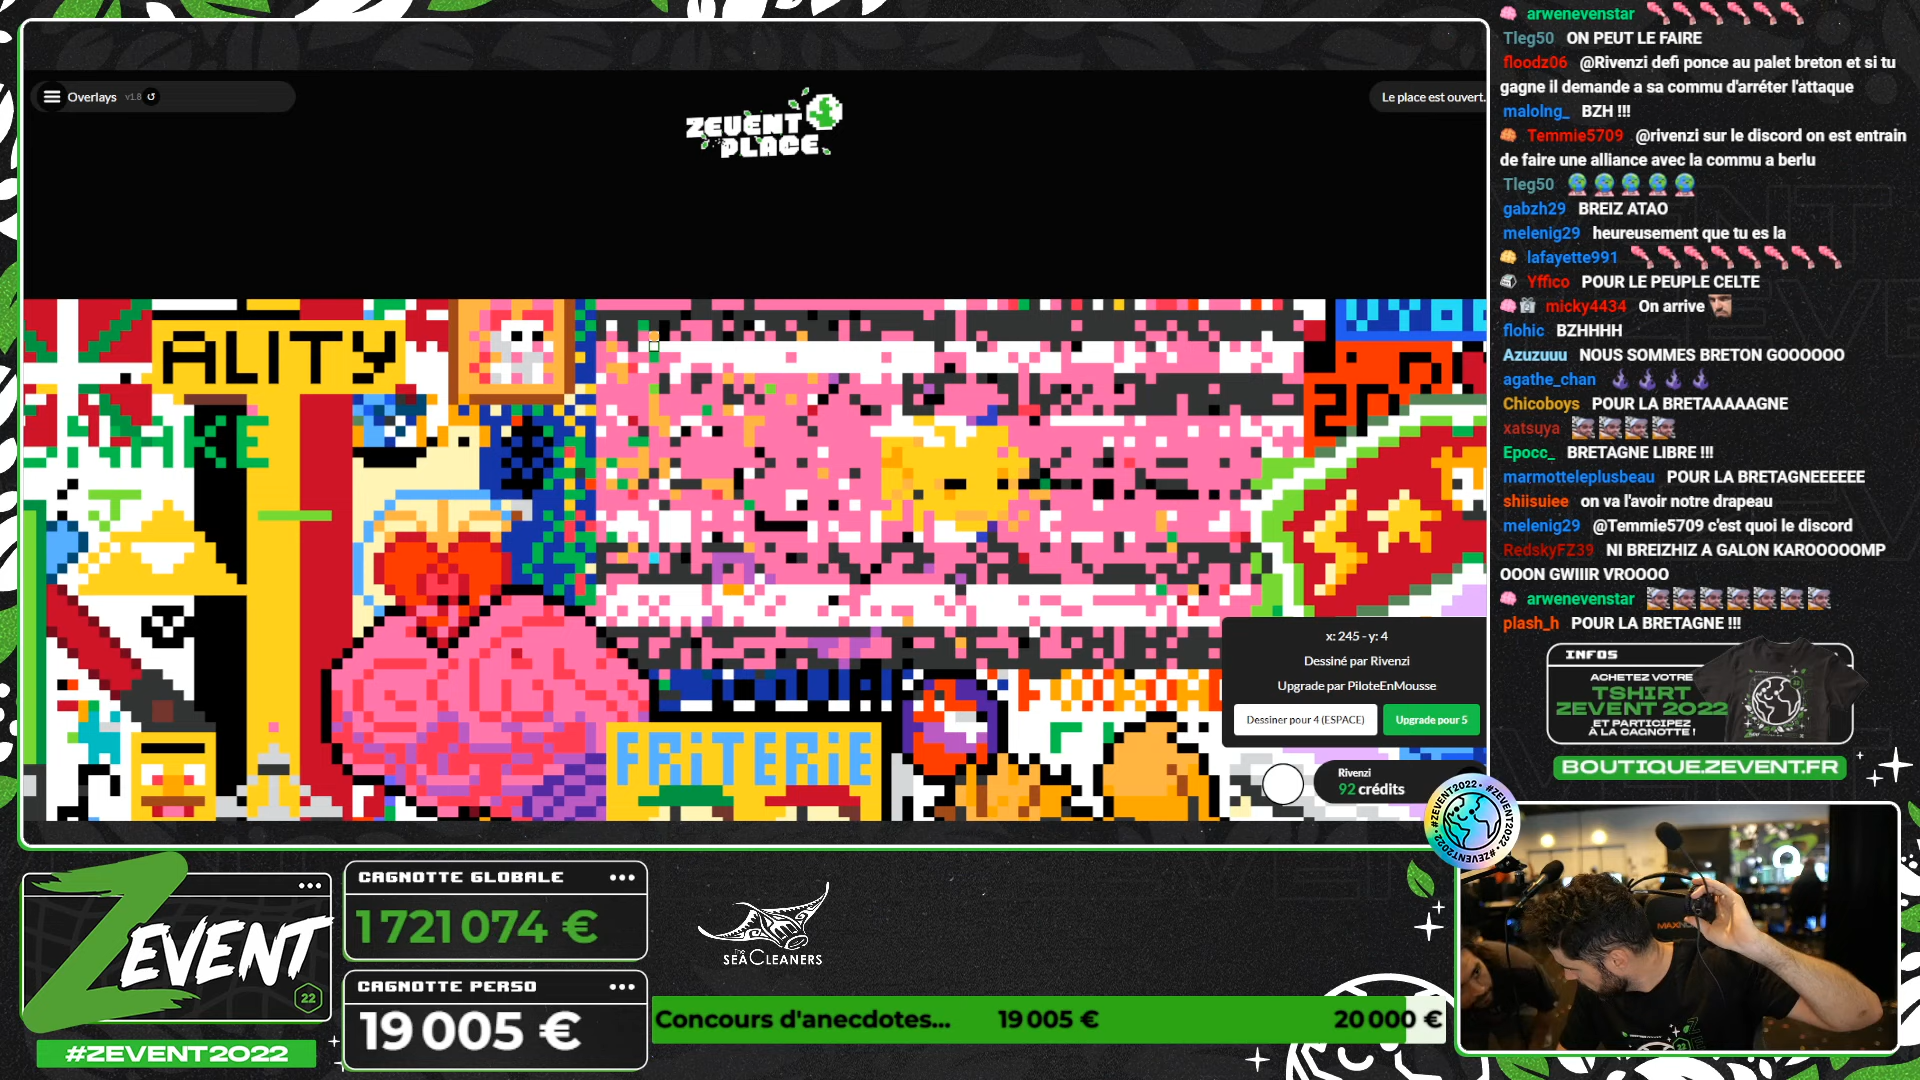 Overlays v1.8
ZEVENT
PLACE
Le place est ouvert.
ALITY
AKE
FRITERIE
x: 245 - y: 4
Dessiné par Rivenzi
Upgrade par PiloteEnMousse
Dessiner pour 4 (ESPACE)
Upgrade pour 5
Rivenzi
92 crédits
arwenevenstar
Tleg50 ON PEUT LE FAIRE
floodz06 @Rivenzi defi ponce au palet breton et si tu
gagne il demande a sa commu d'arréter l'attaque
malolng_ BZH !!!
Temmie5709 @rivenzi sur le discord on est entrain
de faire une alliance avec la commu a berlu
Tleg50
gabzh29 BREIZ ATAO
melenig29 heureusement que tu es la
lafayette991
Yffico POUR LE PEUPLE CELTE
micky4434 On arrive
flohic BZHHHH
Azuzuuu NOUS SOMMES BRETON GOOOOOO
agathe_chan
Chicoboys POUR LA BRETAAAAAGNE
xatsuya
Epocc_ BRETAGNE LIBRE !!!
marmotteleplusbeau POUR LA BRETAGNEEEEEE
shiisuiee on va l'avoir notre drapeau
melenig29 @Temmie5709 c'est quoi le discord
RedskyFZ39 NI BREIZHIZ A GALON KAROOOOOMP
OOON GWIIIR VROOOO
arwenevenstar
plash_h POUR LA BRETAGNE !!!
INFOS
ACHETEZ VOTRE
TSHIRT
ZEVENT 2022
ET PARTICIPEZ
À LA CAGNOTTE !
BOUTIQUE.ZEVENT.FR
#ZEVENT2022
ZEVENT
22
#ZEVENT2022
CAGNOTTE GLOBALE
1 721 074 €
CAGNOTTE PERSO
19 005 €
The
SEACLEANERS
Concours d'anecdotes... 19 005 € 20 000 €